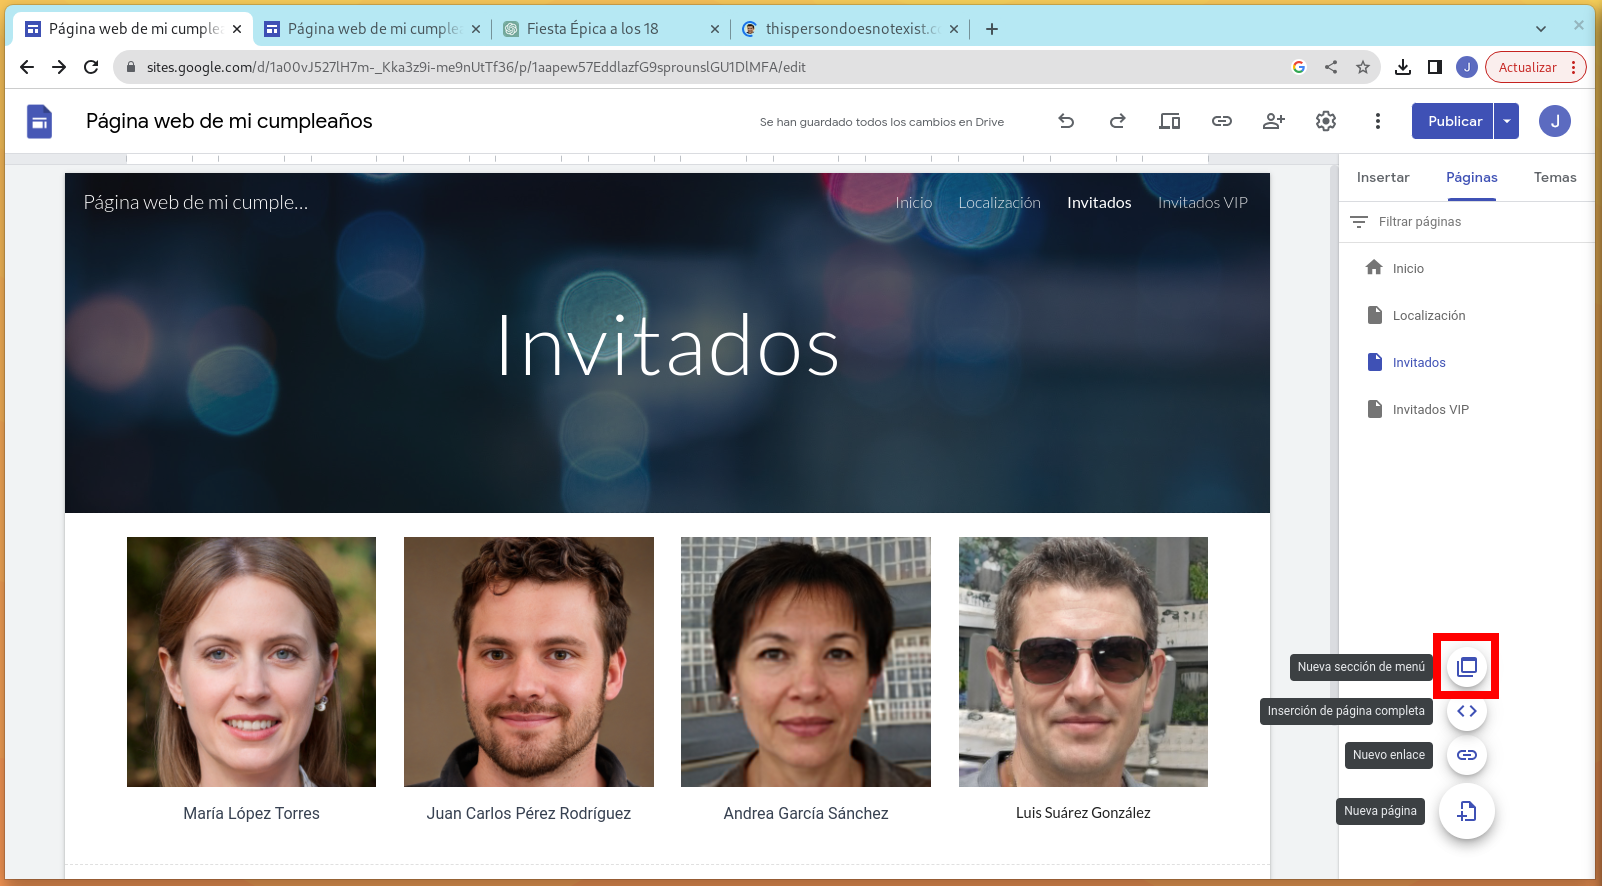 Página web de mi cumple
Página web de mi cumple
Fiesta Épica a los 18
thispersondoesnotexist.c
sites.google.com/d/1a00vJ527lH7m-_Kka3z9i-me9nUtTf36/p/1aapew57EddlazfG9sprounslGU1DlMFA/edit
J
Actualizar
Página web de mi cumpleaños
Se han guardado todos los cambios en Drive
Publicar
J
Insertar
Páginas
Temas
Filtrar páginas
Inicio
Localización
Invitados
Invitados VIP
Página web de mi cumple...
Inicio
Localización
Invitados
Invitados VIP
Invitados
María López Torres
Juan Carlos Pérez Rodríguez
Andrea García Sánchez
Luis Suárez González
Nueva sección de menú
Inserción de página completa
Nuevo enlace
Nueva página